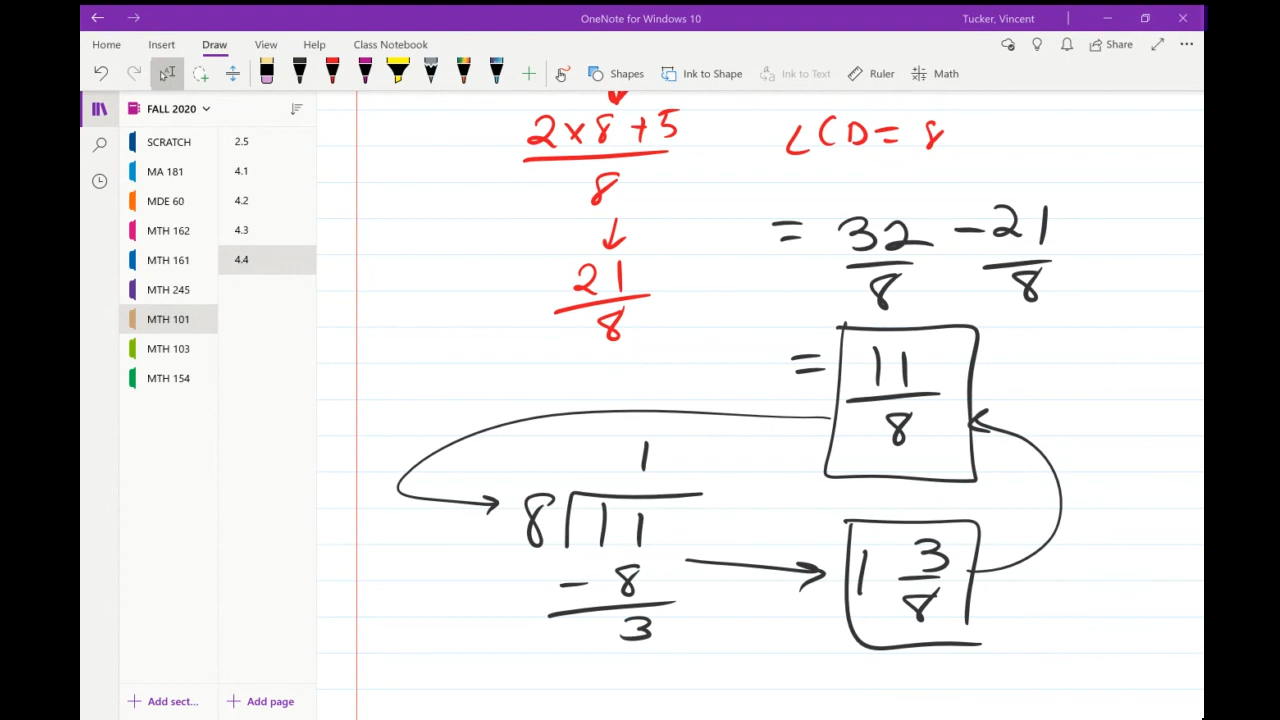 OneNote for Windows 10
Tucker, Vincent
Home Insert Draw View Help Class Notebook
Share
Shapes Ink to Shape Ink to Text Ruler Math
FALL 2020
SCRATCH
MA 181
MDE 60
MTH 162
MTH 161
MTH 245
MTH 101
MTH 103
MTH 154
2.5
4.1
4.2
4.3
4.4
Add sect...
Add page
2 x 8 + 5
8
21
8
LCD = 8
= 32 - 21
8 8
= 11
8
1
8 11
- 8
3
1 3
8